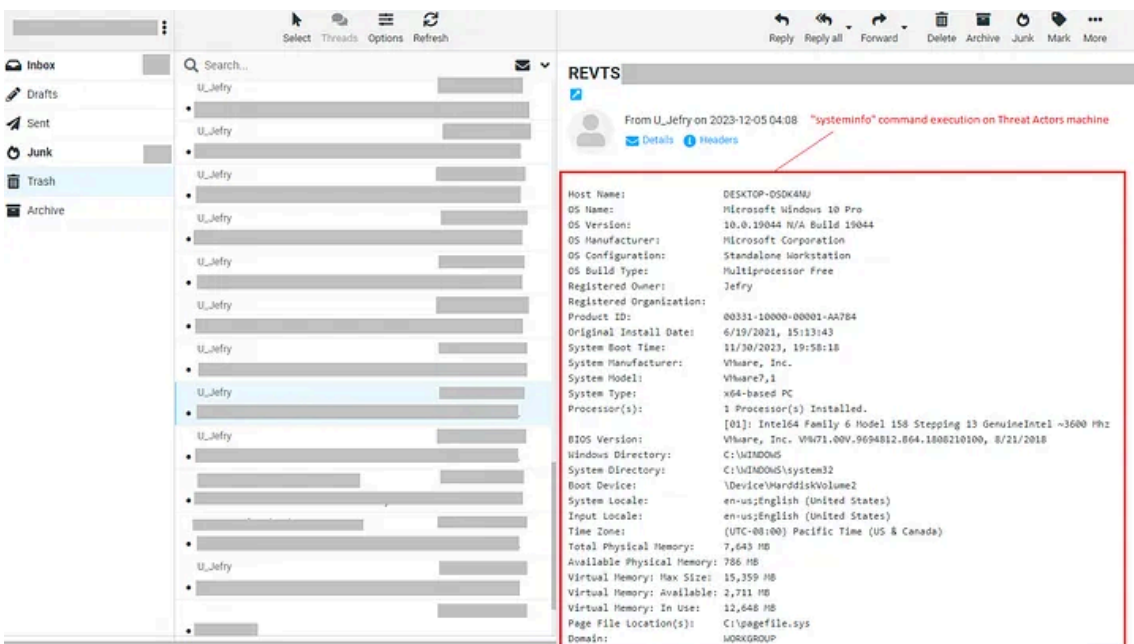 Select Threads Options Refresh
Reply Reply all Forward Delete Archive Junk Mark More
Inbox
Drafts
Sent
Junk
Trash
Archive
Search...
U_Jefry
U_Jefry
U_Jefry
U_Jefry
U_Jefry
U_Jefry
U_Jefry
U_Jefry
U_Jefry
U_Jefry
REVTS
From U_Jefry on 2023-12-05 04:08
"systeminfo" command execution on Threat Actors machine
Details Headers
Host Name: DESKTOP-DSDK4NU
OS Name: Microsoft Windows 10 Pro
OS Version: 10.0.19044 N/A Build 19044
OS Manufacturer: Microsoft Corporation
OS Configuration: Standalone Workstation
OS Build Type: Multiprocessor Free
Registered Owner: Jefry
Registered Organization:
Product ID: 00331-10000-00001-AA784
Original Install Date: 6/19/2021, 15:13:43
System Boot Time: 11/30/2023, 19:58:18
System Manufacturer: VMware, Inc.
System Model: VMware7,1
System Type: x64-based PC
Processor(s): 1 Processor(s) Installed.
[01]: Intel64 Family 6 Model 158 Stepping 13 GenuineIntel ~3600 Mhz
BIOS Version: VMware, Inc. VMW71.00V.9694812.B64.1808210100, 8/21/2018
Windows Directory: C:\WINDOWS
System Directory: C:\WINDOWS\system32
Boot Device: \Device\HarddiskVolume2
System Locale: en-us;English (United States)
Input Locale: en-us;English (United States)
Time Zone: (UTC-08:00) Pacific Time (US & Canada)
Total Physical Memory: 7,643 MB
Available Physical Memory: 786 MB
Virtual Memory: Max Size: 15,359 MB
Virtual Memory: Available: 2,711 MB
Virtual Memory: In Use: 12,648 MB
Page File Location(s): C:\pagefile.sys
Domain: WORKGROUP